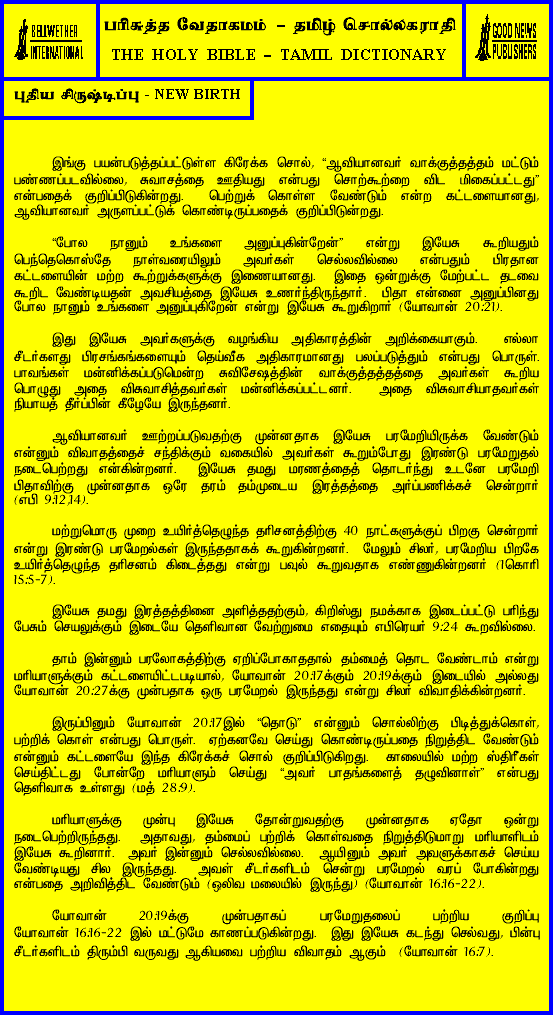 BELLWETHER
INTERNATIONAL
பரிசுத்த வேதாகமம் – தமிழ் சொல்லகராதி
THE HOLY BIBLE – TAMIL DICTIONARY
GOOD NEWS
PUBLISHERS
புதிய சிருஷ்டிப்பு - NEW BIRTH
இங்கு பயன்படுத்தப்பட்டுள்ள கிரேக்க சொல், “ஆவியானவர் வாக்குத்தத்தம் மட்டும்
பண்ணப்படவில்லை, சுவாசத்தை ஊதியது என்பது சொற்கூற்றை விட மிகைப்பட்டது”
என்பதைக் குறிப்பிடுகின்றது. பெற்றுக் கொள்ள வேண்டும் என்ற கட்டளையானது,
ஆவியானவர் அருளப்பட்டுக் கொண்டிருப்பதைக் குறிப்பிடுன்றது.
“போல நானும் உங்களை அனுப்புகின்றேன்” என்று இயேசு கூறியதும்
பெந்தெகொஸ்தே நாள்வரையிலும் அவர்கள் செல்லவில்லை என்பதும் பிரதான
கட்டளையின் மற்ற கூற்றுக்களுக்கு இணையானது. இதை ஒன்றுக்கு மேற்பட்ட தடவை
கூறிட வேண்டியதன் அவசியத்தை இயேசு உணர்ந்திருந்தார். பிதா என்னை அனுப்பினது
போல நானும் உங்களை அனுப்புகிறேன் என்று இயேசு கூறுகிறார் (யோவான் 20:21).
இது இயேசு அவர்களுக்கு வழங்கிய அதிகாரத்தின் அறிக்கையாகும். எல்லா
சீடர்களது பிரசங்கங்களையும் தெய்வீக அதிகாரமானது பலப்படுத்தும் என்பது பொருள்.
பாவங்கள் மன்னிக்கப்படுமென்ற சுவிசேஷத்தின் வாக்குத்தத்தத்தை அவர்கள் கூறிய
பொழுது அதை விசுவாசித்தவர்கள் மன்னிக்கப்பட்டனர். அதை விசுவாசியாதவர்கள்
நியாயத் தீர்ப்பின் கீழேயே இருந்தனர்.
ஆவியானவர் ஊற்றப்படுவதற்கு முன்னதாக இயேசு பரமேறியிருக்க வேண்டும்
என்னும் விவாதத்தைச் சந்திக்கும் வகையில் அவர்கள் கூறும்போது இரண்டு பரமேறுதல்
நடைபெற்றது என்கின்றனர். இயேசு தமது மரணத்தைத் தொடர்ந்து உடனே பரமேறி
பிதாவிற்கு முன்னதாக ஒரே தரம் தம்முடைய இரத்தத்தை அர்ப்பணிக்கச் சென்றார்
(எபி 9:12,14).
மற்றுமொரு முறை உயிர்த்தெழுந்த தரிசனத்திற்கு 40 நாட்களுக்குப் பிறகு சென்றார்
என்று இரண்டு பரமேறல்கள் இருந்ததாகக் கூறுகின்றனர். மேலும் சிலர், பரமேறிய பிறகே
உயிர்த்தெழுந்த தரிசனம் கிடைத்தது என்று பவுல் கூறுவதாக எண்ணுகின்றனர் (1கொரி
15:5-7).
இயேசு தமது இரத்தத்தினை அளித்ததற்கும், கிறிஸ்து நமக்காக இடைப்பட்டு பரிந்து
பேசும் செயலுக்கும் இடையே தெளிவான வேற்றுமை எதையும் எபிரெயர் 9:24 கூறவில்லை.
தாம் இன்னும் பரலோகத்திற்கு ஏறிப்போகாததால் தம்மைத் தொட வேண்டாம் என்று
மரியாளுக்கும் கட்டளையிட்டபடியால், யோவான் 20:17க்கும் 20:19க்கும் இடையில் அல்லது
யோவான் 20:27க்கு முன்பதாக ஒரு பரமேறல் இருந்தது என்று சிலர் விவாதிக்கின்றனர்.
இருப்பினும் யோவான் 20:17இல் “தொடு” என்னும் சொல்லிற்கு பிடித்துக்கொள்,
பற்றிக் கொள் என்பது பொருள். ஏற்கனவே செய்து கொண்டிருப்பதை நிறுத்திட வேண்டும்
என்னும் கட்டளையே இந்த கிரேக்கச் சொல் குறிப்பிடுகிறது. காலையில் மற்ற ஸ்திரீகள்
செய்திட்டது போன்றே மரியாளும் செய்து “அவர் பாதங்களைத் தழுவினாள்” என்பது
தெளிவாக உள்ளது (மத் 28:9).
மரியாளுக்கு முன்பு இயேசு தோன்றுவதற்கு முன்னதாக ஏதோ ஒன்று
நடைபெற்றிருந்தது. அதாவது, தம்மைப் பற்றிக் கொள்வதை நிறுத்திடுமாறு மரியாளிடம்
இயேசு கூறினார். அவர் இன்னும் செல்லவில்லை. ஆயினும் அவர் அவளுக்காகச் செய்ய
வேண்டியது சில இருந்தது. அவள் சீடர்களிடம் சென்று பரமேறல் வரப் போகின்றது
என்பதை அறிவித்திட வேண்டும் (ஒலிவ மலையில் இருந்து) (யோவான் 16:16-22).
யோவான் 20:19க்கு முன்பதாகப் பரமேறுதலைப் பற்றிய குறிப்பு
யோவான் 16:16-22 இல் மட்டுமே காணப்படுகின்றது. இது இயேசு கடந்து செல்வது, பின்பு
சீடர்களிடம் திரும்பி வருவது ஆகியவை பற்றிய விவாதம் ஆகும் (யோவான் 16:7).